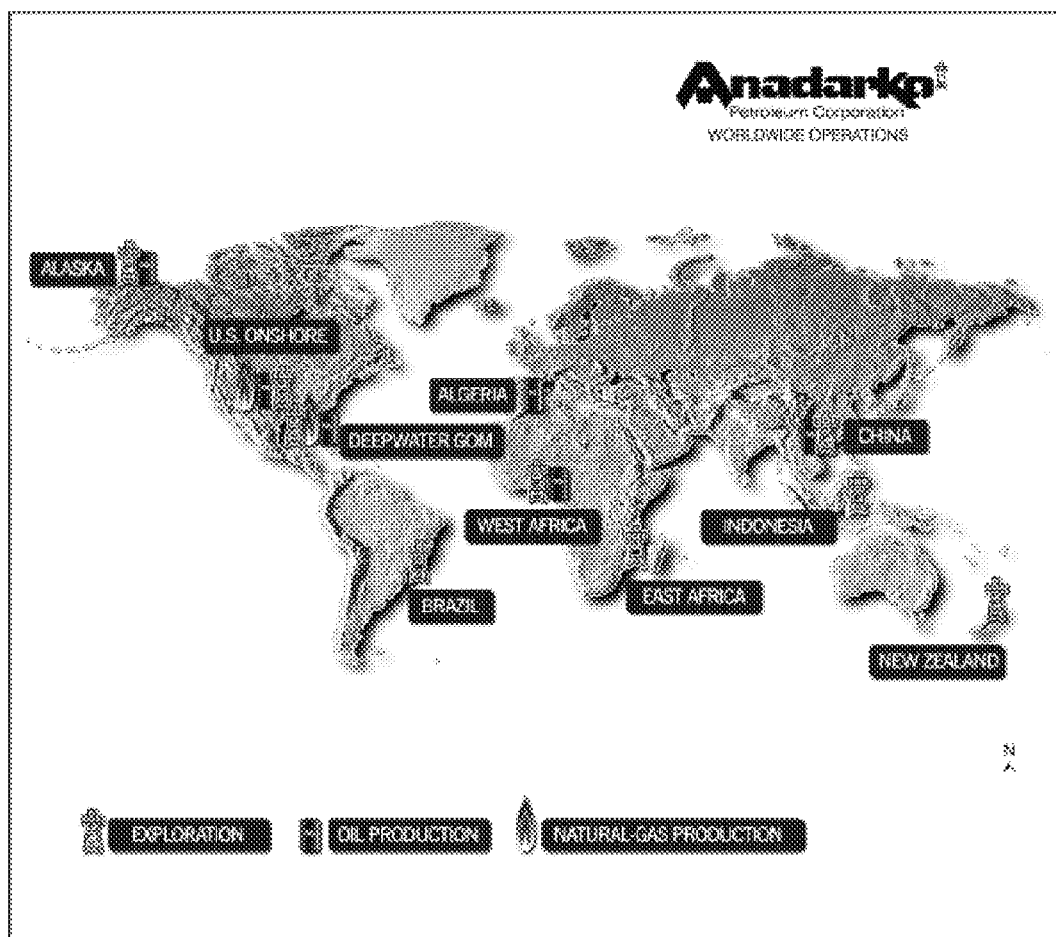 Anadarko
Petroleum Corporation
WORLDWIDE OPERATIONS
ALASKA
U.S. ONSHORE
ALGERIA
DEEPWATER GOM
CHINA
WEST AFRICA
INDONESIA
BRAZIL
EAST AFRICA
NEW ZEALAND
N
EXPLORATION
OIL PRODUCTION
NATURAL-GAS PRODUCTION